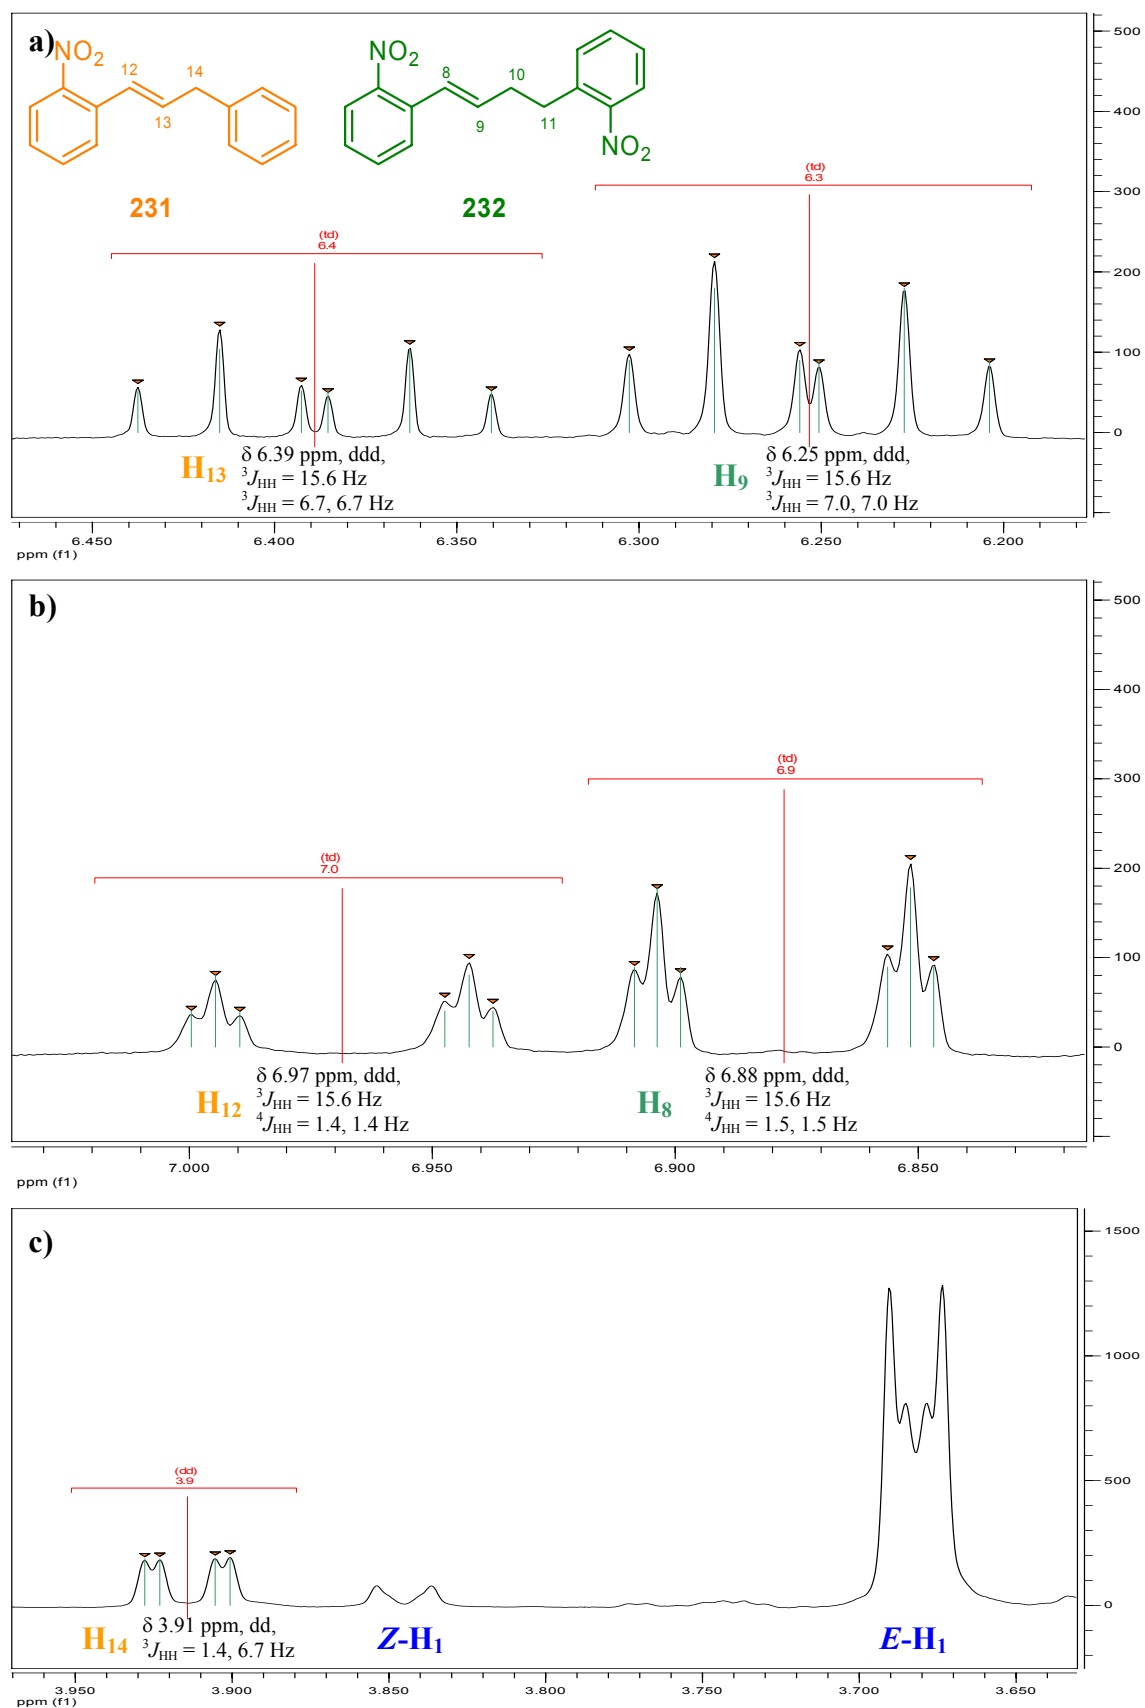 a)
NO2
12
14
13
231
NO2
8
10
9
11
NO2
232
(td)
6.4
(td)
6.3
H13
δ 6.39 ppm, ddd,
3JHH = 15.6 Hz
3JHH = 6.7, 6.7 Hz
H9
δ 6.25 ppm, ddd,
3JHH = 15.6 Hz
3JHH = 7.0, 7.0 Hz
500
400
300
200
100
0
6.450 6.400 6.350 6.300 6.250 6.200
ppm (f1)
b)
(td)
7.0
(td)
6.9
H12
δ 6.97 ppm, ddd,
3JHH = 15.6 Hz
4JHH = 1.4, 1.4 Hz
H8
δ 6.88 ppm, ddd,
3JHH = 15.6 Hz
4JHH = 1.5, 1.5 Hz
500
400
300
200
100
0
7.000 6.950 6.900 6.850
ppm (f1)
c)
(dd)
3.9
H14
δ 3.91 ppm, dd,
3JHH = 1.4, 6.7 Hz
Z-H1
E-H1
1500
1000
500
0
3.950 3.900 3.850 3.800 3.750 3.700 3.650
ppm (f1)